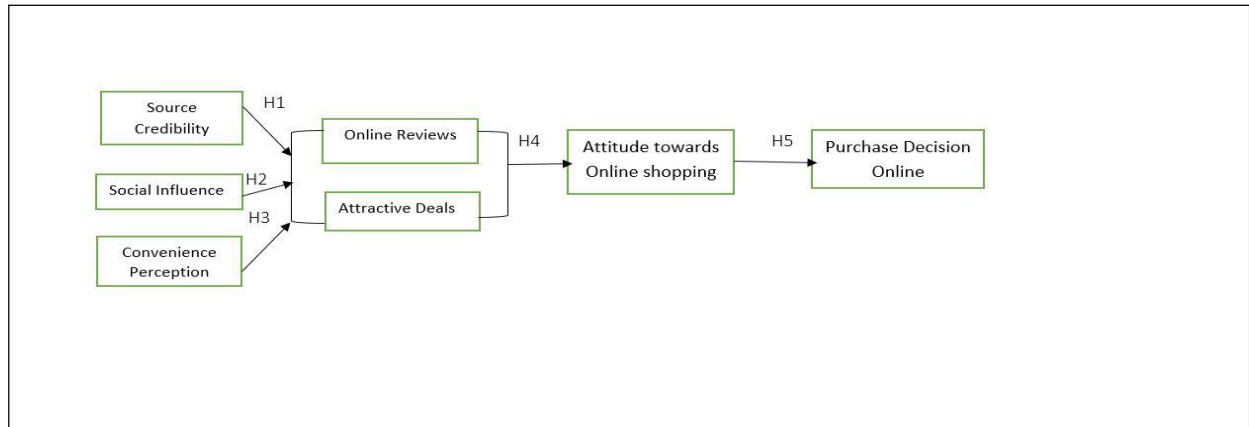 Source
Credibility
H1
Social Influence
H2
Convenience
Perception
H3
Online Reviews
Attractive Deals
H4
Attitude towards
Online shopping
H5
Purchase Decision
Online